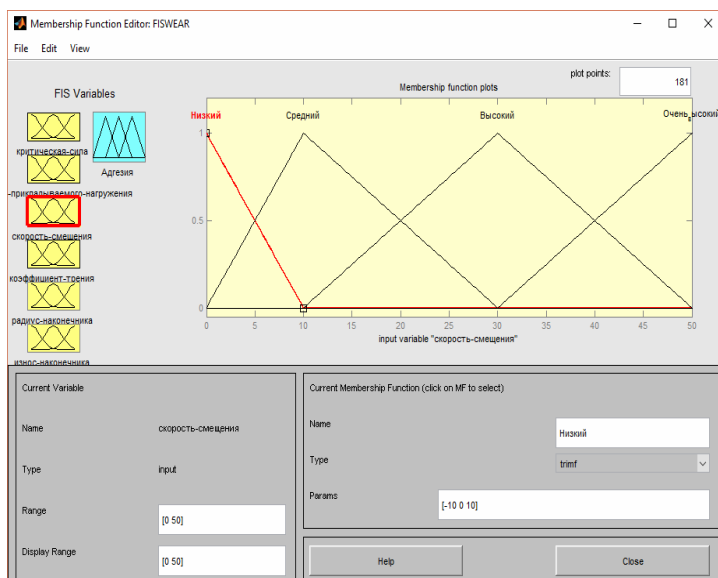 Membership Function Editor: FISWEAR
File Edit View
FIS Variables
критическая-сила
-прикладываемого-нагружения
скорость-смещения
коэффициент-трения
радиус-наконечника
износ-наконечника
Адгезия
plot points:
181
Membership function plots
Низкий Средний Высокий Очень высокий
1
0.5
0
0 5 10 15 20 25 30 35 40 45 50
input variable "скорость-смещения"
Current Variable
Name скорость-смещения
Type input
Range [0 50]
Display Range [0 50]
Current Membership Function (click on MF to select)
Name Низкий
Type trimf
Params [-10 0 10]
Help Close